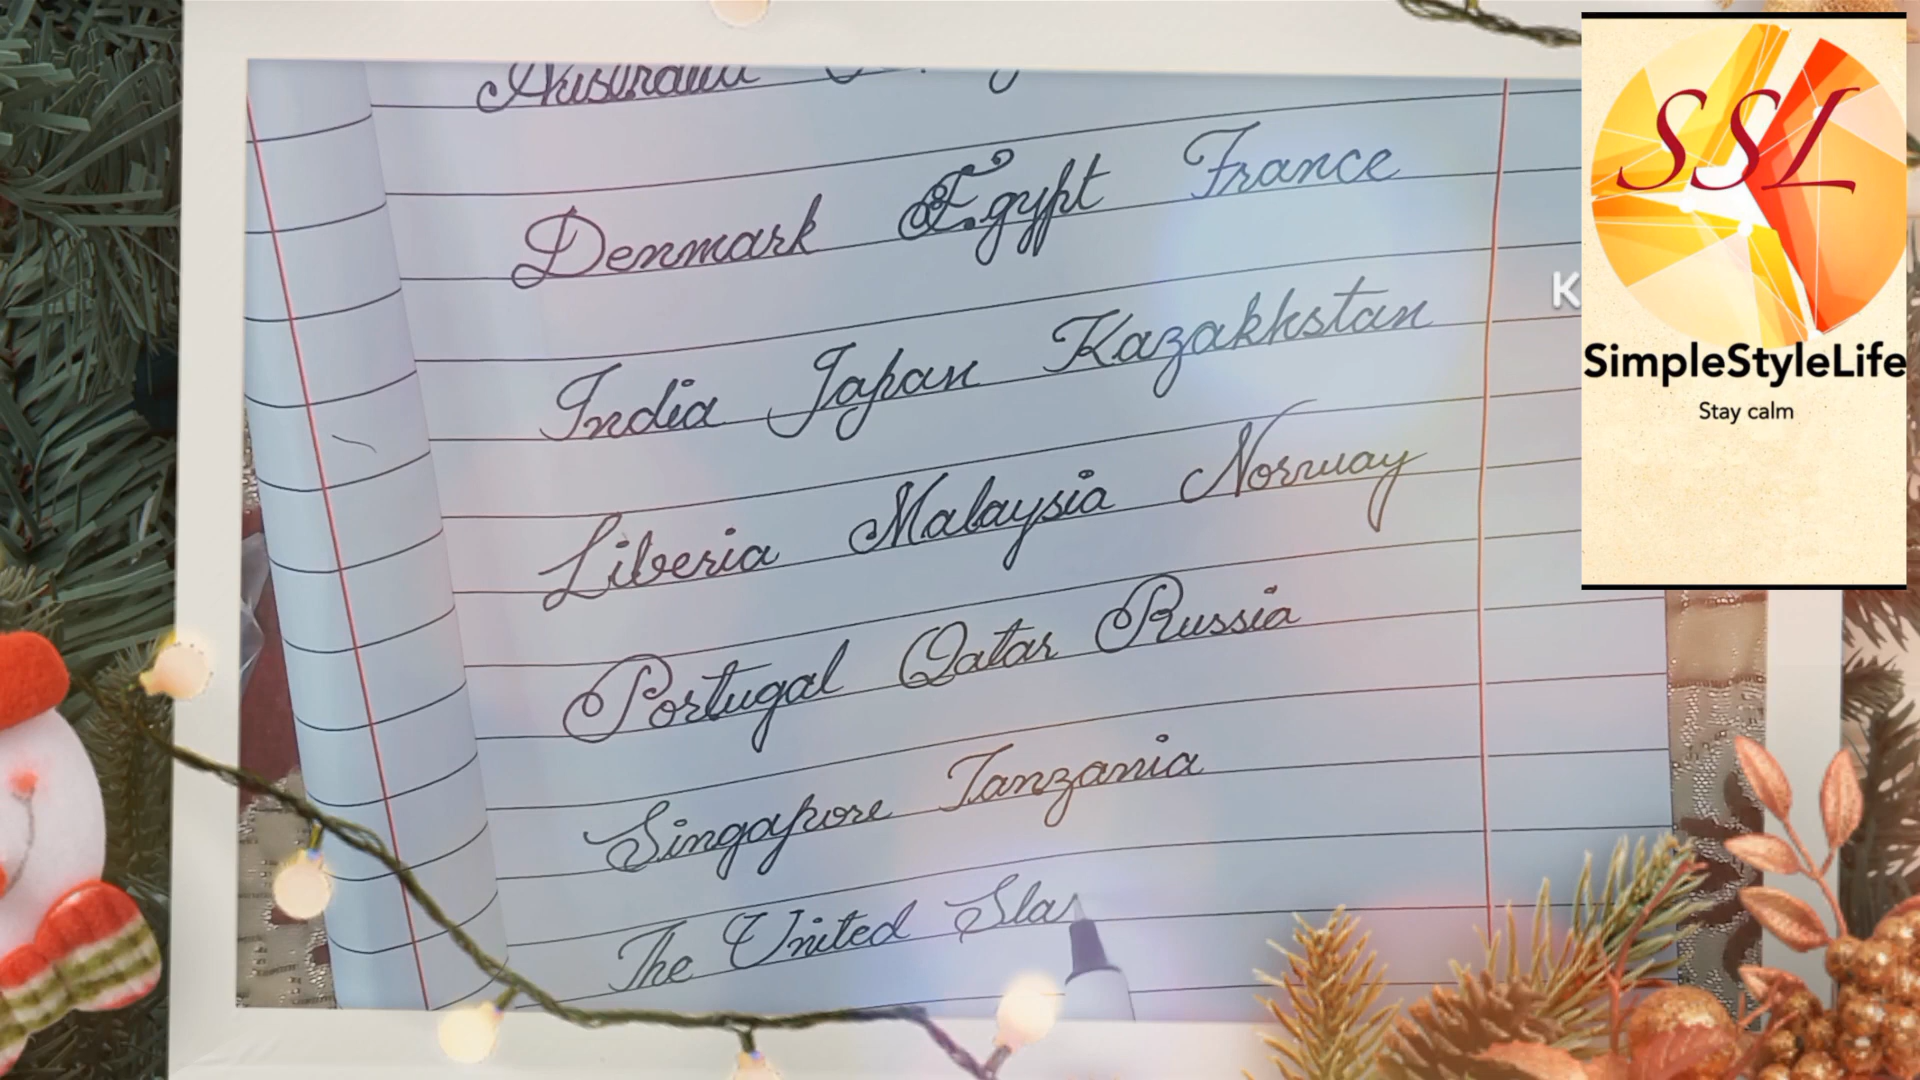 Australia
Denmark Egypt France
India Japan Kazakhstan
Liberia Malaysia Norway
Portugal Qatar Russia
Singapore Tanzania
The United Sta
K
SSL
SimpleStyleLife
Stay calm